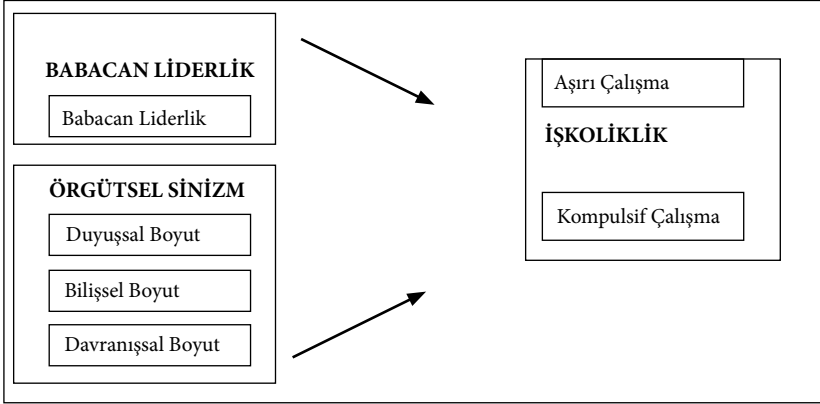 BABACAN LİDERLİK
Babacan Liderlik
ÖRGÜTSEL SİNİZM
Duyuşsal Boyut
Bilişsel Boyut
Davranışsal Boyut
Aşırı Çalışma
İŞKOLİKLİK
Kompulsif Çalışma